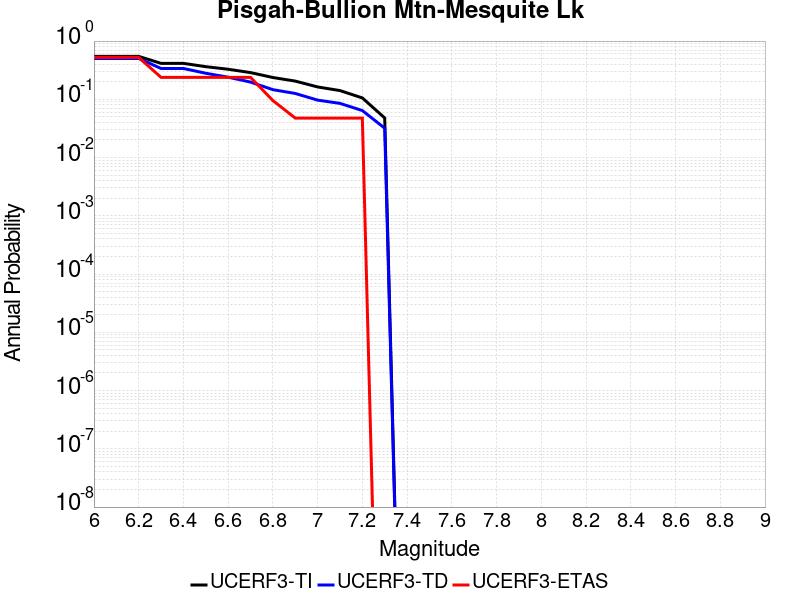 Pisgah-Bullion Mtn-Mesquite Lk
10^0
10^-1
10^-2
10^-3
10^-4
10^-5
10^-6
10^-7
10^-8
Annual Probability
6 6.2 6.4 6.6 6.8 7 7.2 7.4 7.6 7.8 8 8.2 8.4 8.6 8.8 9
Magnitude
UCERF3-TI UCERF3-TD UCERF3-ETAS